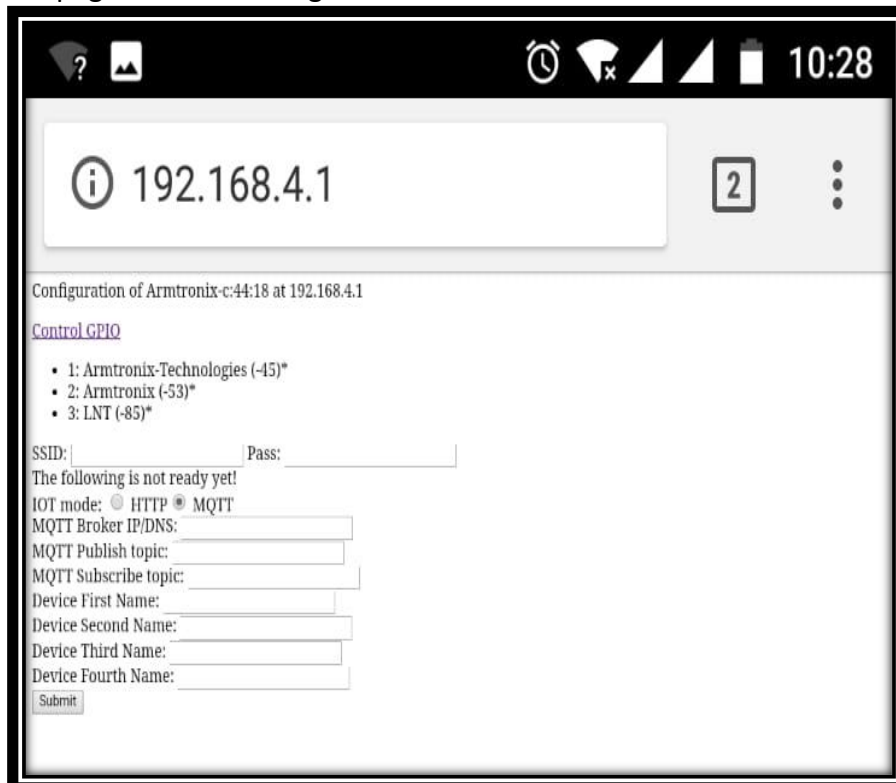 10:28
192.168.4.1
2
Configuration of Armtronix-c:44:18 at 192.168.4.1
Control GPIO
1: Armtronix-Technologies (-45)*
2: Armtronix (-53)*
3: LNT (-85)*
SSID: Pass:
The following is not ready yet!
IOT mode: HTTP MQTT
MQTT Broker IP/DNS:
MQTT Publish topic:
MQTT Subscribe topic:
Device First Name:
Device Second Name:
Device Third Name:
Device Fourth Name:
Submit